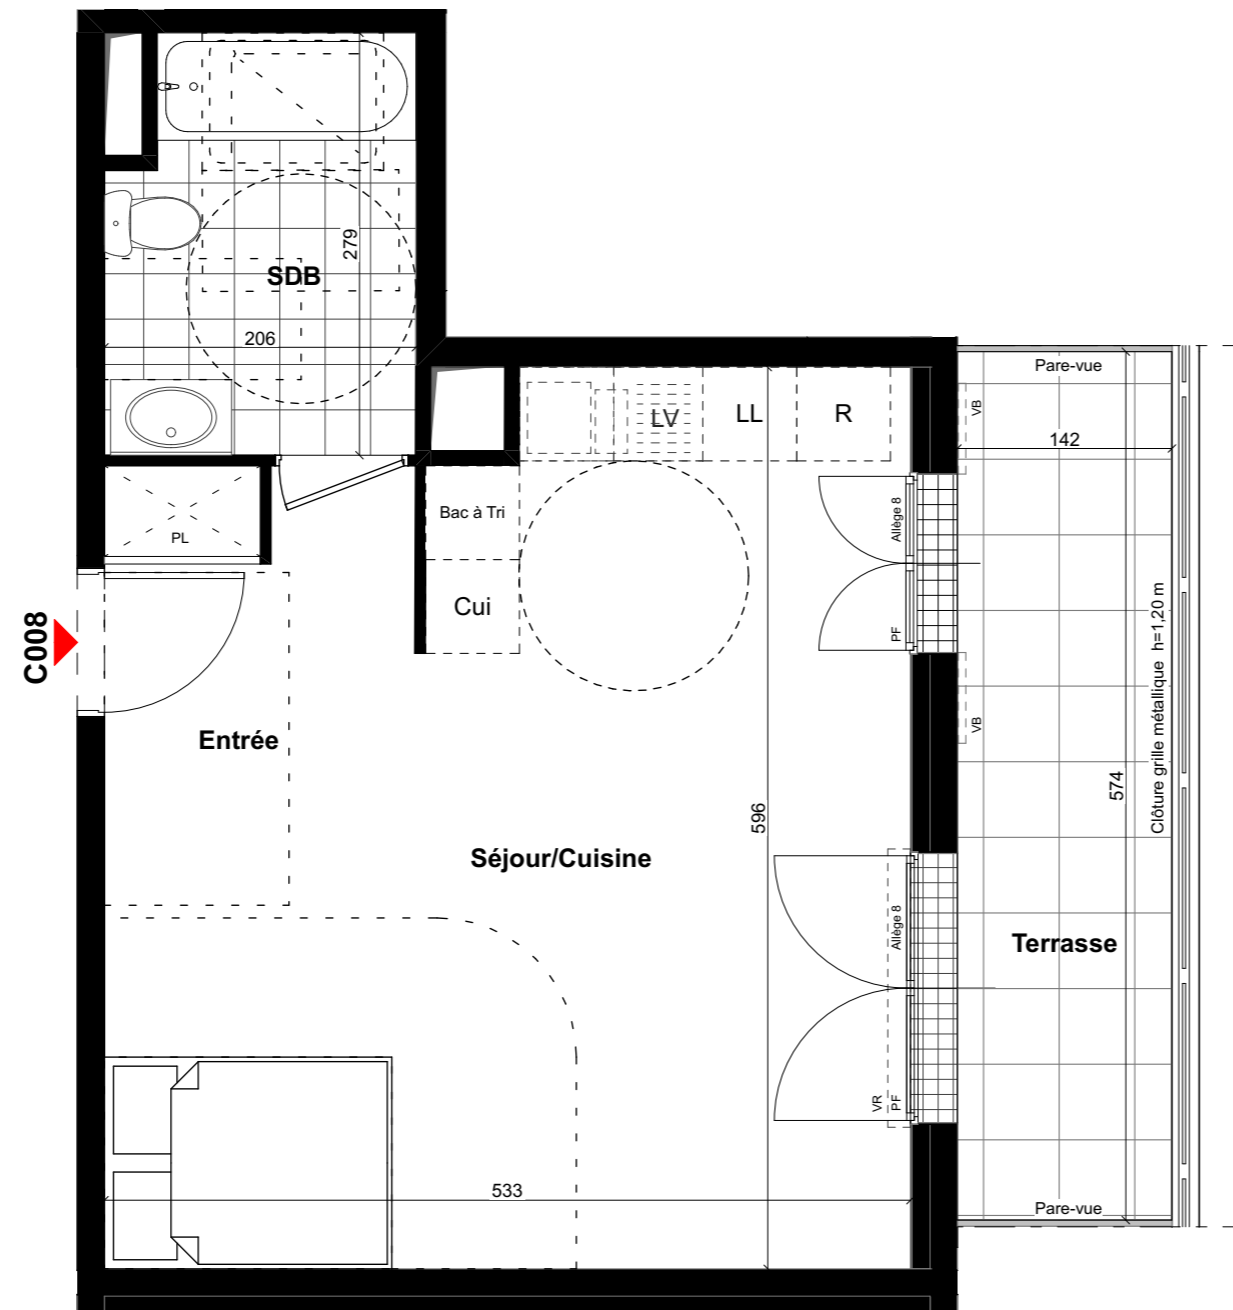 279
SDB
206
Pare-vue
VB
142
LV
LL
R
Bac à Tri
Allège 8
PL
Cui
PF
C008
Entrée
VB
Clôture grille métallique h=1,20 m
574
596
Séjour/Cuisine
Allège 8
Terrasse
VR
PF
533
Pare-vue